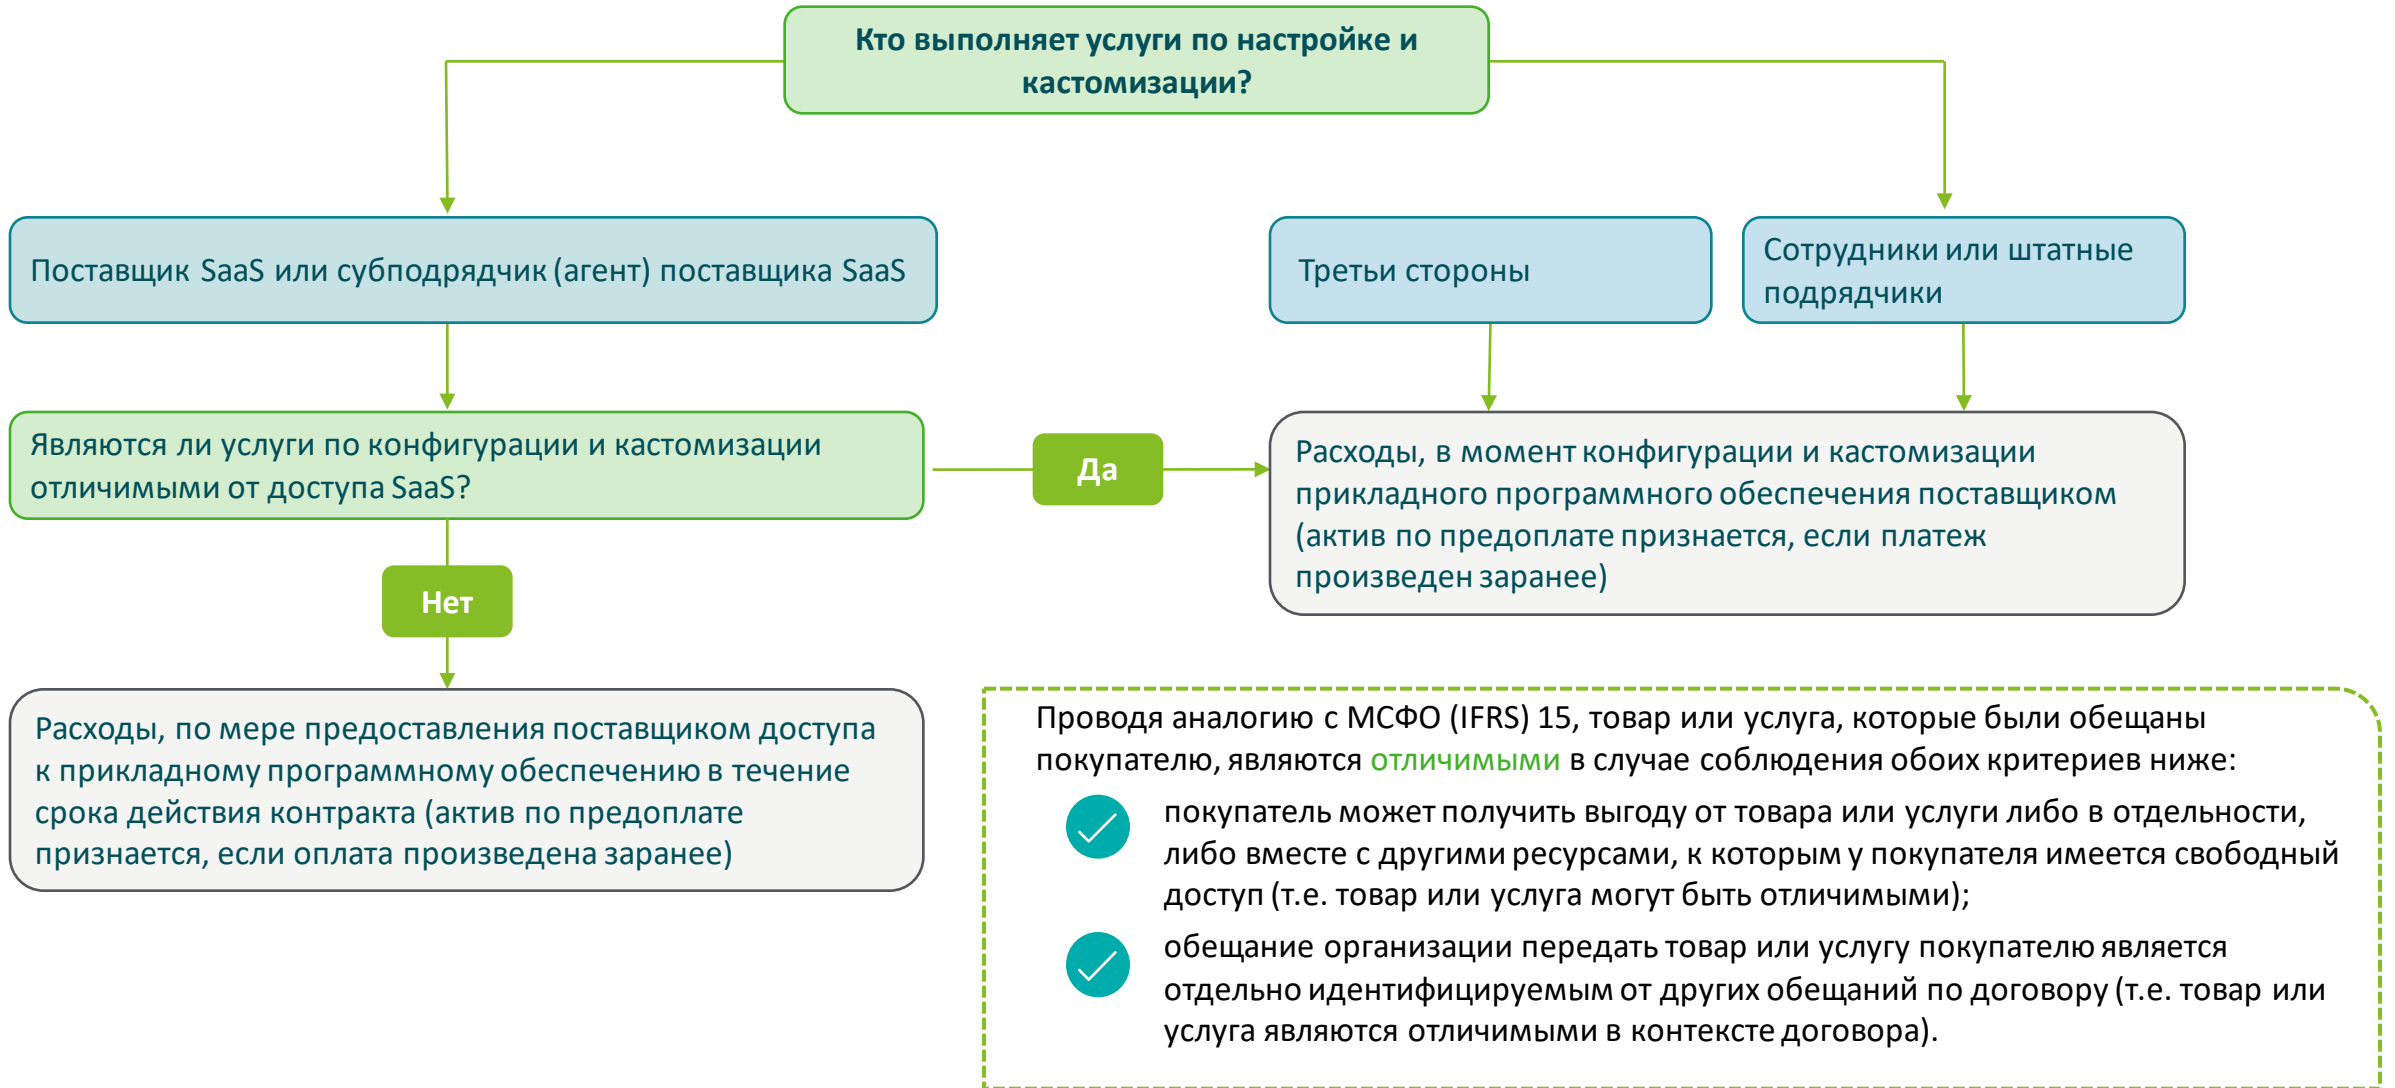 Кто выполняет услуги по настройке и
кастомизации?
Поставщик SaaS или субподрядчик (агент) поставщика SaaS
Третьи стороны
Сотрудники или штатные
подрядчики
Являются ли услуги по конфигурации и кастомизации
отличимыми от доступа SaaS?
Да
Расходы, в момент конфигурации и кастомизации
прикладного программного обеспечения поставщиком
(актив по предоплате признается, если платеж
произведен заранее)
Нет
Расходы, по мере предоставления поставщиком доступа
к прикладному программному обеспечению в течение
срока действия контракта (актив по предоплате
признается, если оплата произведена заранее)
Проводя аналогию с МСФО (IFRS) 15, товар или услуга, которые были обещаны
покупателю, являются отличимыми в случае соблюдения обоих критериев ниже:
покупатель может получить выгоду от товара или услуги либо в отдельности,
либо вместе с другими ресурсами, к которым у покупателя имеется свободный
доступ (т.е. товар или услуга могут быть отличимыми);
обещание организации передать товар или услугу покупателю является
отдельно идентифицируемым от других обещаний по договору (т.е. товар или
услуга являются отличимыми в контексте договора).